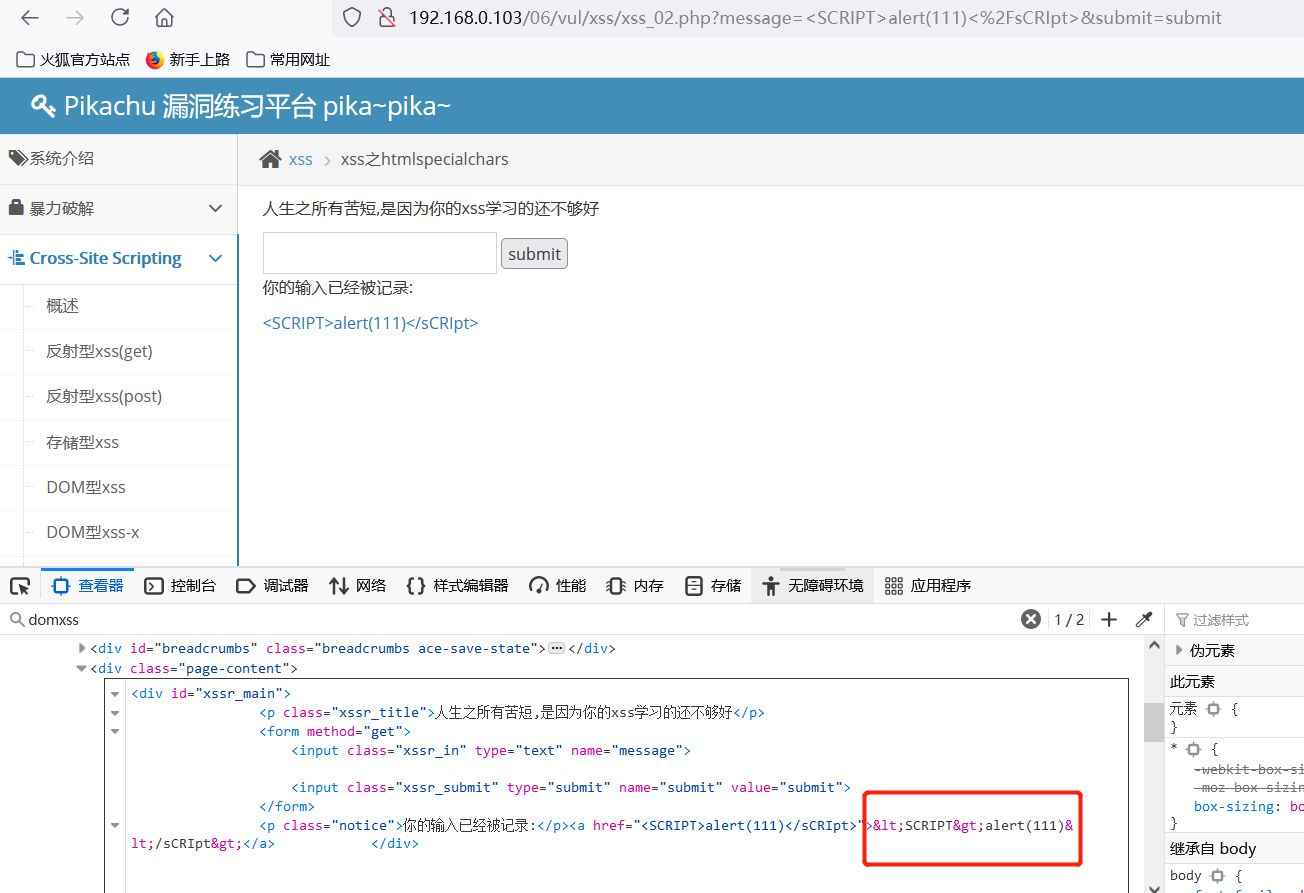 192.168.0.103/06/vul/xss/xss_02.php?message=<SCRIPT>alert(111)<%2FsCRIpt>&submit=submit
火狐官方站点 新手上路 常用网址
Pikachu 漏洞练习平台 pika~pika~
系统介绍
xss > xss之htmlspecialchars
暴力破解
人生之所有苦短,是因为你的xss学习的还不够好
submit
Cross-Site Scripting
你的输入已经被记录:
概述
<SCRIPT>alert(111)</sCRIpt>
反射型xss(get)
反射型xss(post)
存储型xss
DOM型xss
DOM型xss-x
查看器 控制台 调试器 网络 {} 样式编辑器 性能 内存 存储 无障碍环境 应用程序
domxss 1 / 2 + 过滤样式
<div id="breadcrumbs" class="breadcrumbs ace-save-state">…</div>
<div class="page-content">
<div id="xssr_main">
<p class="xssr_title">人生之所有苦短,是因为你的xss学习的还不够好</p>
<form method="get">
<input class="xssr_in" type="text" name="message">
<input class="xssr_submit" type="submit" name="submit" value="submit">
</form>
<p class="notice">你的输入已经被记录:</p><a href="<SCRIPT>alert(111)</sCRIpt>">&lt;SCRIPT&gt;alert(111)&
lt;/sCRIpt&gt;</a> </div>
伪元素
此元素
元素 {
}
* {
-webkit-box-si
-moz-box-sizin
box-sizing: bo
}
继承自 body
body {